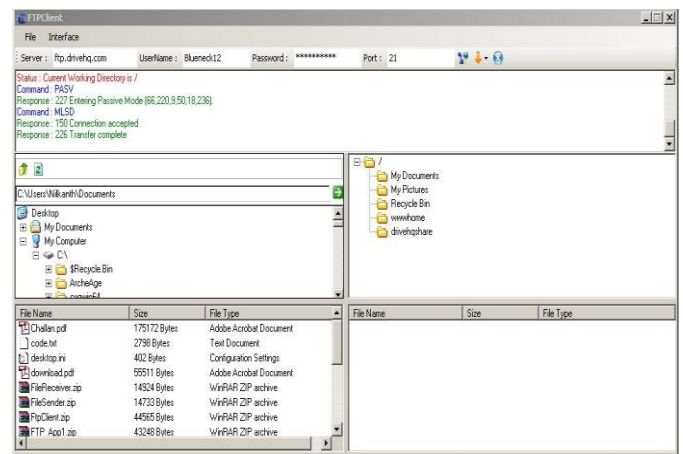 FTPClient
File Interface
Server : ftp.drivehq.com UserName : Blueneck12 Password : ********** Port : 21
Status : Current Working Directory is /
Command : PASV
Response : 227 Entering Passive Mode (66,220,9,50,18,236).
Command : MLSD
Response : 150 Connection accepted
Response : 226 Transfer complete
C:\Users\Nilkanth\Documents
Desktop
My Documents
My Computer
C:\
$Recycle.Bin
ArcheAge
cygwin64
/
My Documents
My Pictures
Recycle Bin
wwwhome
drivehqshare
File Name Size File Type
Challan.pdf 175172 Bytes Adobe Acrobat Document
code.txt 2798 Bytes Text Document
desktop.ini 402 Bytes Configuration Settings
download.pdf 55511 Bytes Adobe Acrobat Document
FileReceiver.zip 14924 Bytes WinRAR ZIP archive
FileSender.zip 14733 Bytes WinRAR ZIP archive
FtpClient.zip 44565 Bytes WinRAR ZIP archive
FTP_App1.zip 43248 Bytes WinRAR ZIP archive
File Name Size File Type